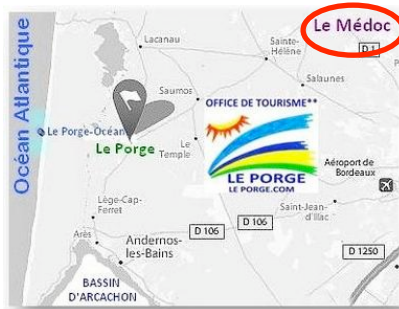 Le Médoc
D 1
Lacanau
Sainte-
Hélène
Salaunes
Saumos
OFFICE DE TOURISME**
Océan Atlantique
Le Porge-Océan
Le Porge
Le
Temple
LE PORGE
LE PORGE.COM
Aéroport de
Bordeaux
Lège-Cap-
Ferret
Saint-Jean-
d'Illac
D 106
D 106
Arès
Andernos-
les-Bains
D 1250
BASSIN
D'ARCACHON